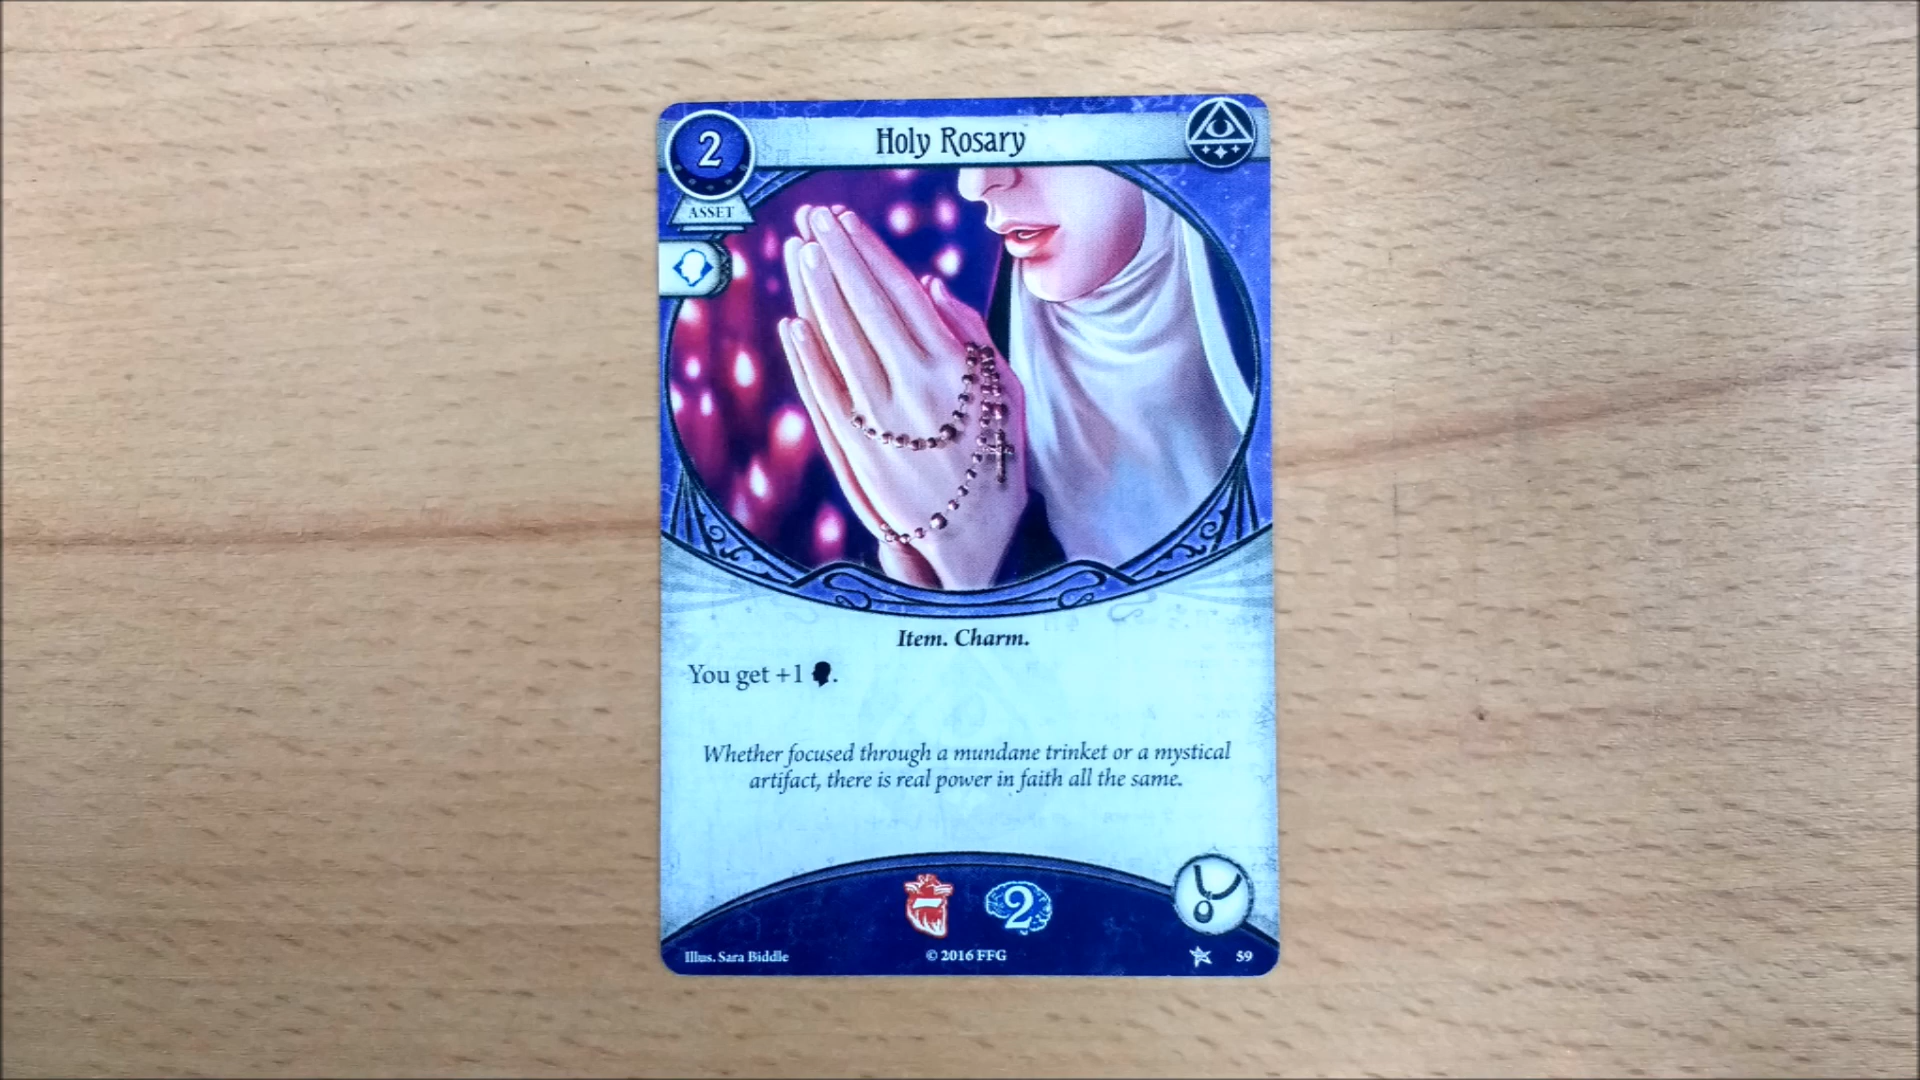 2
Holy Rosary
ASSET
Item. Charm.
You get +1 .
Whether focused through a mundane trinket or a mystical
artifact, there is real power in faith all the same.
– 2
Illus. Sara Biddle © 2016 FFG 59